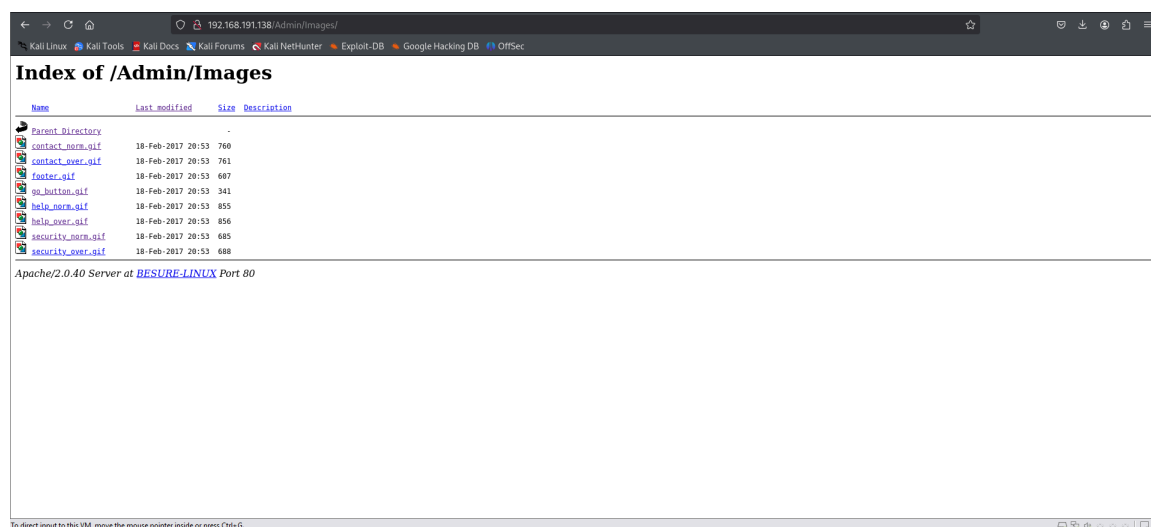 192.168.191.138/Admin/Images/
Kali Linux Kali Tools Kali Docs Kali Forums Kali NetHunter Exploit-DB Google Hacking DB OffSec
Index of /Admin/Images
Name Last modified Size Description
Parent Directory -
contact_norm.gif 18-Feb-2017 20:53 760
contact_over.gif 18-Feb-2017 20:53 761
footer.gif 18-Feb-2017 20:53 607
go_button.gif 18-Feb-2017 20:53 341
help_norm.gif 18-Feb-2017 20:53 855
help_over.gif 18-Feb-2017 20:53 856
security_norm.gif 18-Feb-2017 20:53 685
security_over.gif 18-Feb-2017 20:53 688
Apache/2.0.40 Server at BESURE-LINUX Port 80
To direct input to this VM, move the mouse pointer inside or press Ctrl+G.